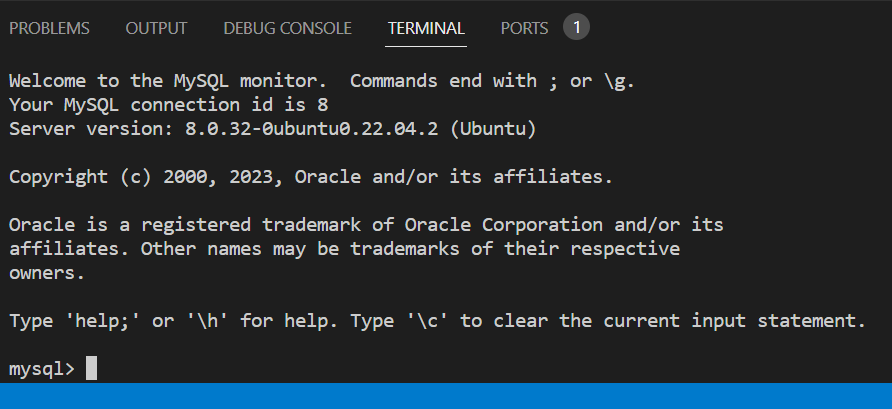 PROBLEMS OUTPUT DEBUG CONSOLE TERMINAL PORTS 1
Welcome to the MySQL monitor.  Commands end with ; or \g.
Your MySQL connection id is 8
Server version: 8.0.32-0ubuntu0.22.04.2 (Ubuntu)
Copyright (c) 2000, 2023, Oracle and/or its affiliates.
Oracle is a registered trademark of Oracle Corporation and/or its
affiliates. Other names may be trademarks of their respective
owners.
Type 'help;' or '\h' for help. Type '\c' to clear the current input statement.
mysql>